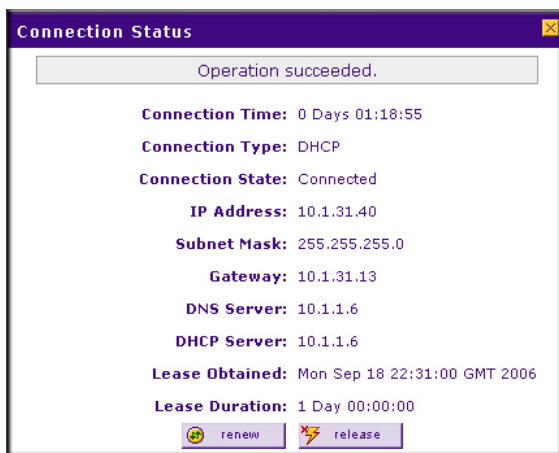 Connection Status
Operation succeeded.
Connection Time: 0 Days 01:18:55
Connection Type: DHCP
Connection State: Connected
IP Address: 10.1.31.40
Subnet Mask: 255.255.255.0
Gateway: 10.1.31.13
DNS Server: 10.1.1.6
DHCP Server: 10.1.1.6
Lease Obtained: Mon Sep 18 22:31:00 GMT 2006
Lease Duration: 1 Day 00:00:00
renew release